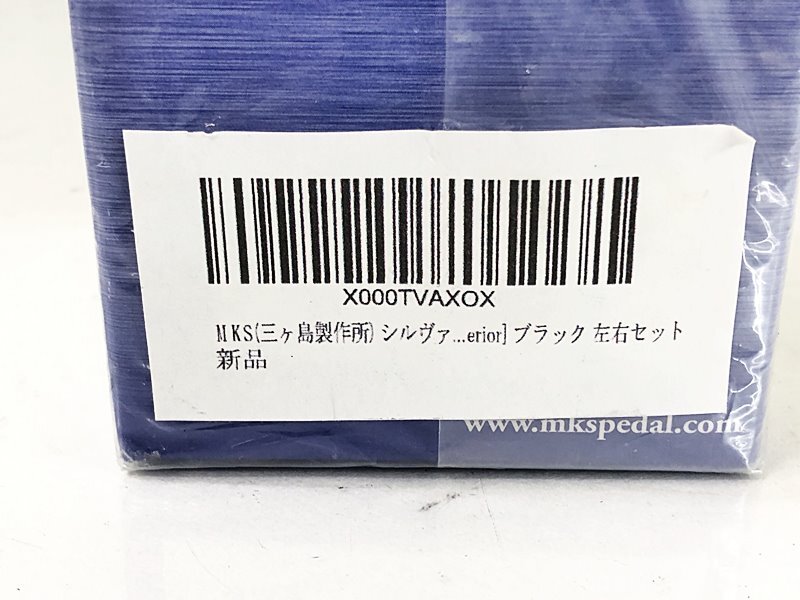 X000TVAXOX
MKS(三ヶ島製作所) シルヴァ...erior] ブラック 左右セット
新品
www.mkspedal.com